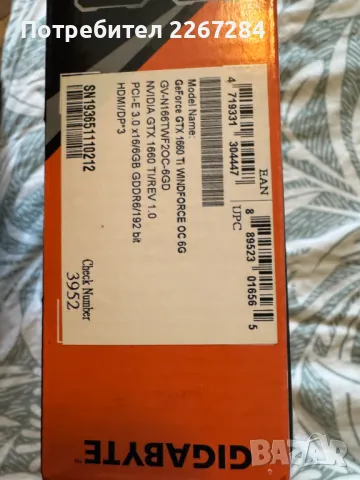 Потребител 2267284
Model Name:
GeForce GTX 1660 Ti WINDFORCE OC 6G
GV-N166TWF2OC-6GD
NVIDIA GTX 1660 TI/REV 1.0
PCI-E 3.0 x16/6GB GDDR6/192 bit
HDMI/DP*3
SN193651110212
EAN
4 719331 304447
UPC
8 89523 01656 5
Check Number
3952
GIGABYTE
BAZAR